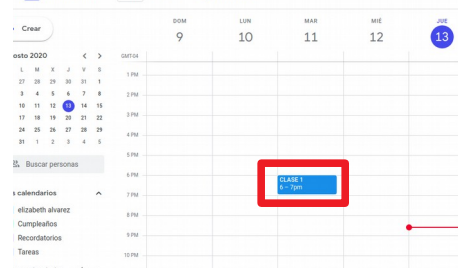 Crear
DOM LUN MAR MIÉ JUE
9 10 11 12 13
osto 2020 < >
GMT-04
L M X J V S
27 28 29 30 31 1
3 4 5 6 7 8
10 11 12 13 14 15
17 18 19 20 21 22
24 25 26 27 28 29
31 1 2 3 4 5
Buscar personas
s calendarios
elizabeth alvarez
Cumpleaños
Recordatorios
Tareas
1 PM
2 PM
3 PM
4 PM
5 PM
6 PM
CLASE 1
6 – 7pm
7 PM
8 PM
9 PM
10 PM